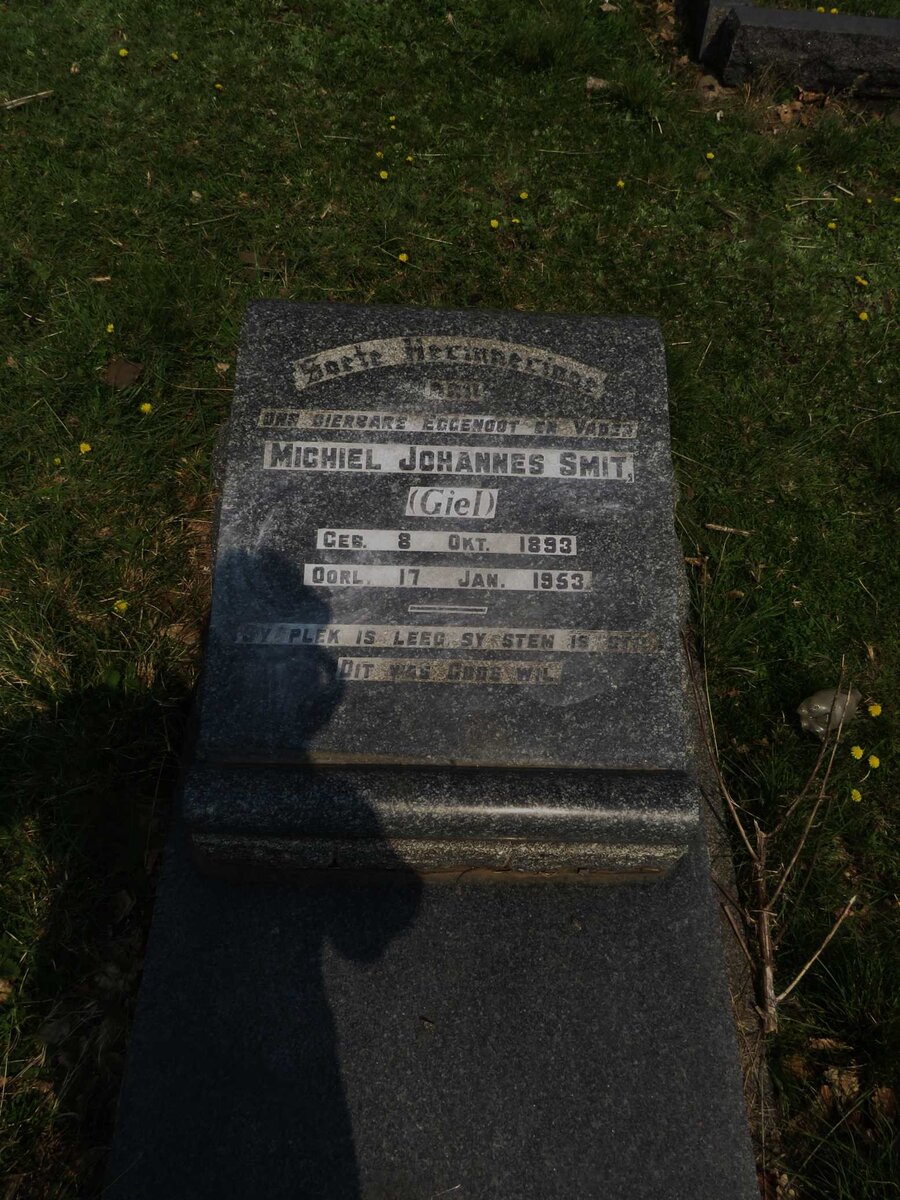 Soete Herinneringe
aan
ONS DIERBARE EGGENOOT EN VADER
MICHIEL JOHANNES SMIT,
(Giel)
GEB. 8 OKT. 1893
OORL. 17 JAN. 1953
SY PLEK IS LEEG SY STEM IS STIL
DIT WAS GODS WIL